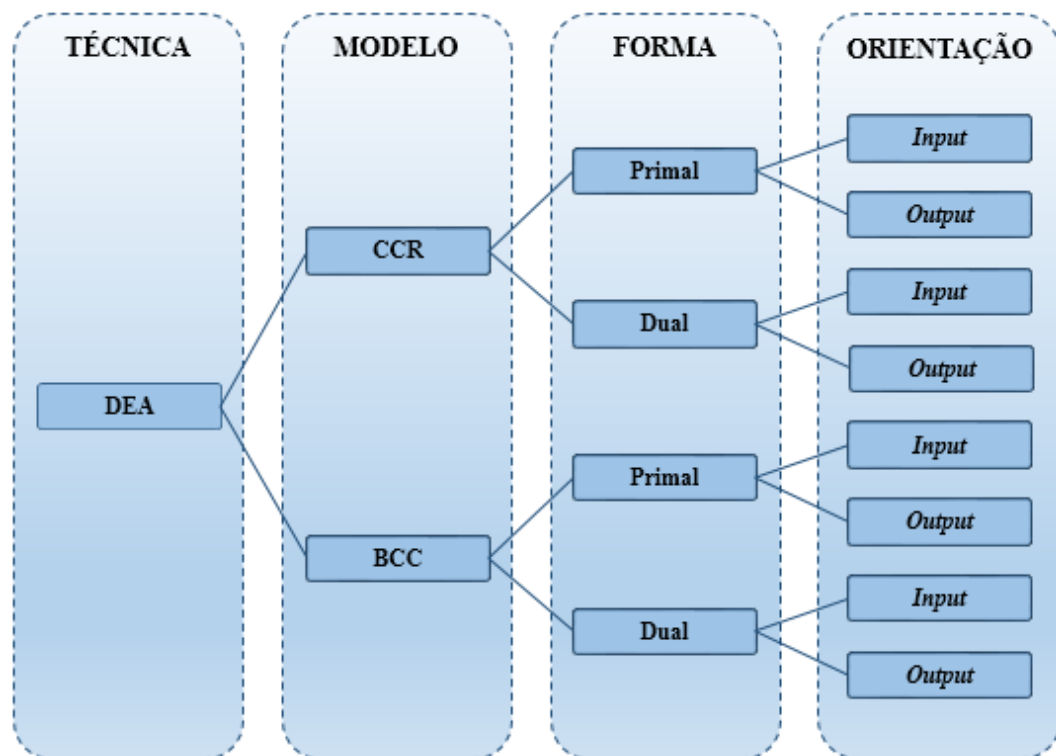 TÉCNICA
MODELO
FORMA
ORIENTAÇÃO
DEA
CCR
BCC
Primal
Dual
Primal
Dual
Input
Output
Input
Output
Input
Output
Input
Output